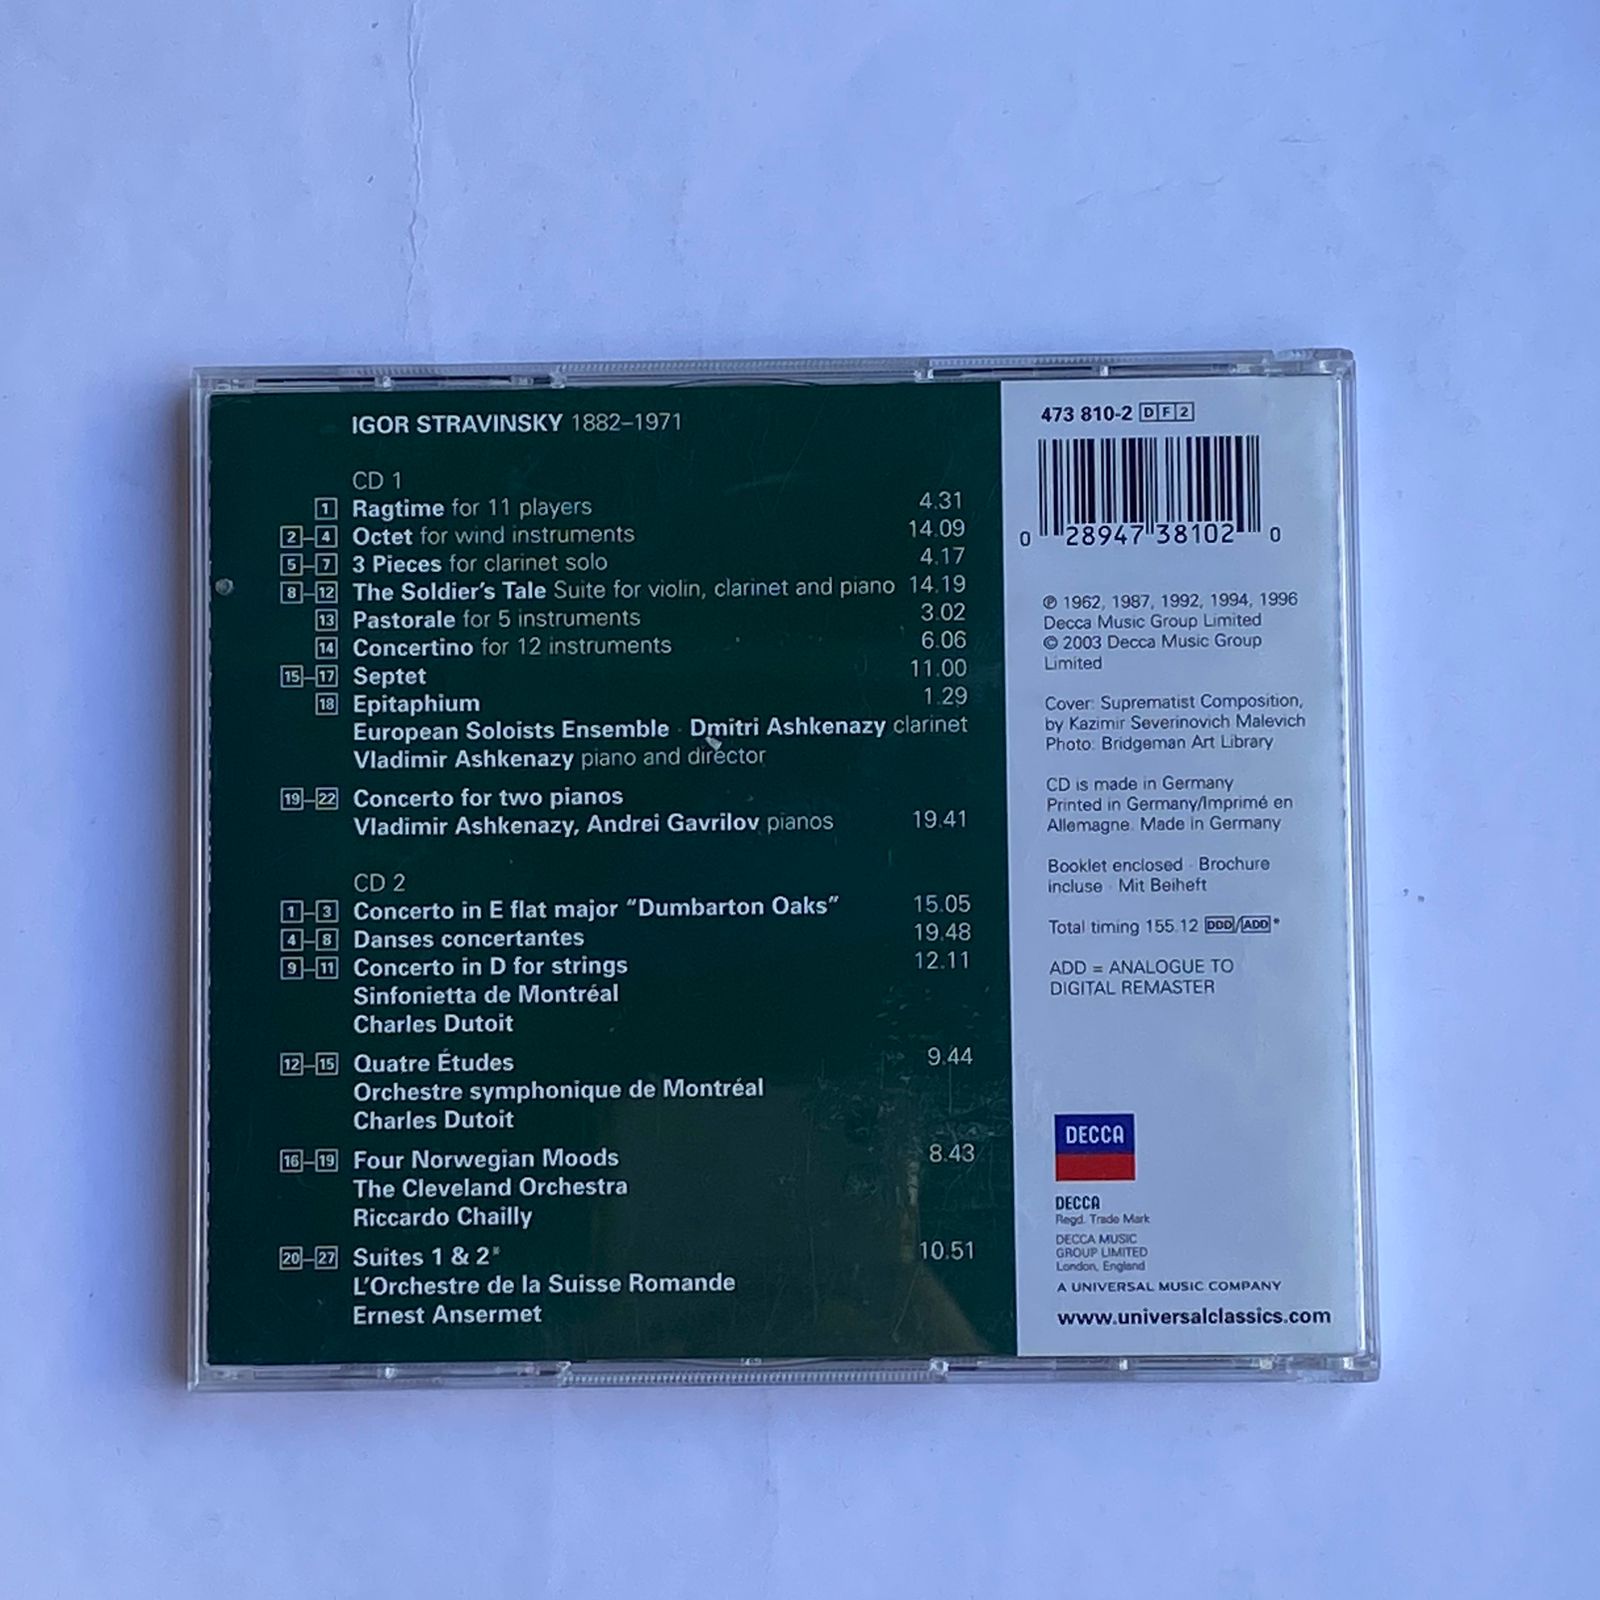 IGOR STRAVINSKY 1882–1971
CD 1
1 Ragtime for 11 players 4.31
2–4 Octet for wind instruments 14.09
5–7 3 Pieces for clarinet solo 4.17
8–12 The Soldier's Tale Suite for violin, clarinet and piano 14.19
13 Pastorale for 5 instruments 3.02
14 Concertino for 12 instruments 6.06
15–17 Septet 11.00
18 Epitaphium 1.29
European Soloists Ensemble · Dmitri Ashkenazy clarinet
Vladimir Ashkenazy piano and director
19–22 Concerto for two pianos
Vladimir Ashkenazy, Andrei Gavrilov pianos 19.41
CD 2
1–3 Concerto in E flat major “Dumbarton Oaks” 15.05
4–8 Danses concertantes 19.48
9–11 Concerto in D for strings 12.11
Sinfonietta de Montréal
Charles Dutoit
12–15 Quatre Études 9.44
Orchestre symphonique de Montréal
Charles Dutoit
16–19 Four Norwegian Moods 8.43
The Cleveland Orchestra
Riccardo Chailly
20–27 Suites 1 & 2* 10.51
L'Orchestre de la Suisse Romande
Ernest Ansermet
473 810-2 DF2
0 28947 38102 0
℗ 1962, 1987, 1992, 1994, 1996
Decca Music Group Limited
© 2003 Decca Music Group
Limited
Cover: Suprematist Composition,
by Kazimir Severinovich Malevich
Photo: Bridgeman Art Library
CD is made in Germany
Printed in Germany/Imprimé en
Allemagne. Made in Germany
Booklet enclosed · Brochure
incluse · Mit Beiheft
Total timing 155.12 DDD/ADD*
ADD = ANALOGUE TO
DIGITAL REMASTER
DECCA
DECCA
Regd. Trade Mark
DECCA MUSIC
GROUP LIMITED
London, England
A UNIVERSAL MUSIC COMPANY
www.universalclassics.com